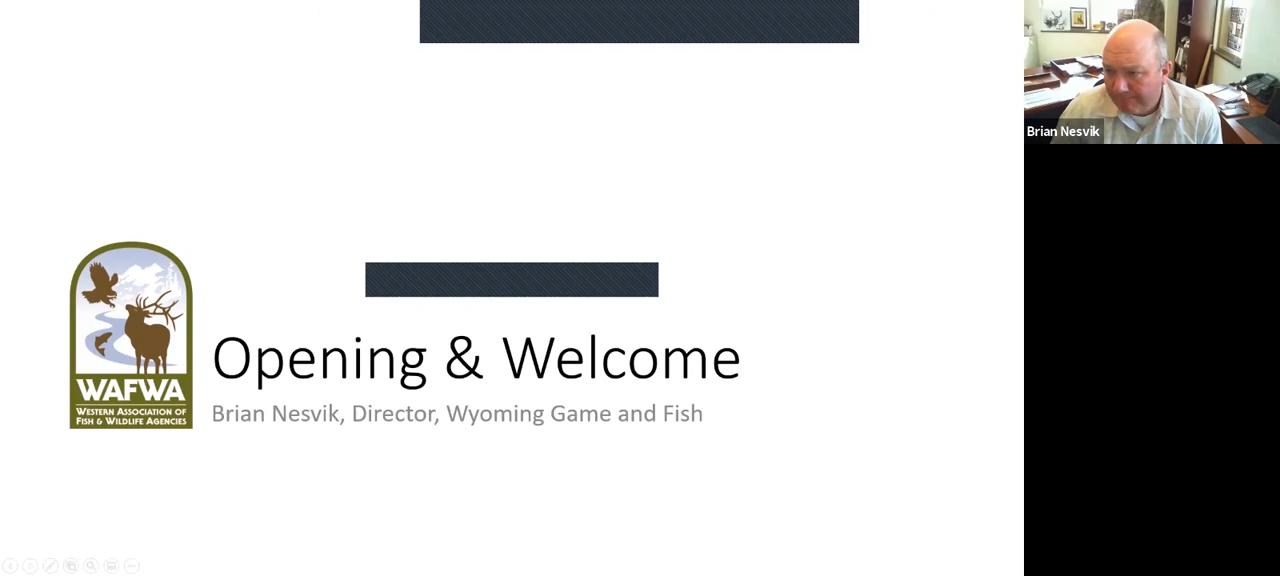 Brian Nesvik
Opening & Welcome
Brian Nesvik, Director, Wyoming Game and Fish
WAFWA
WESTERN ASSOCIATION OF
FISH & WILDLIFE AGENCIES